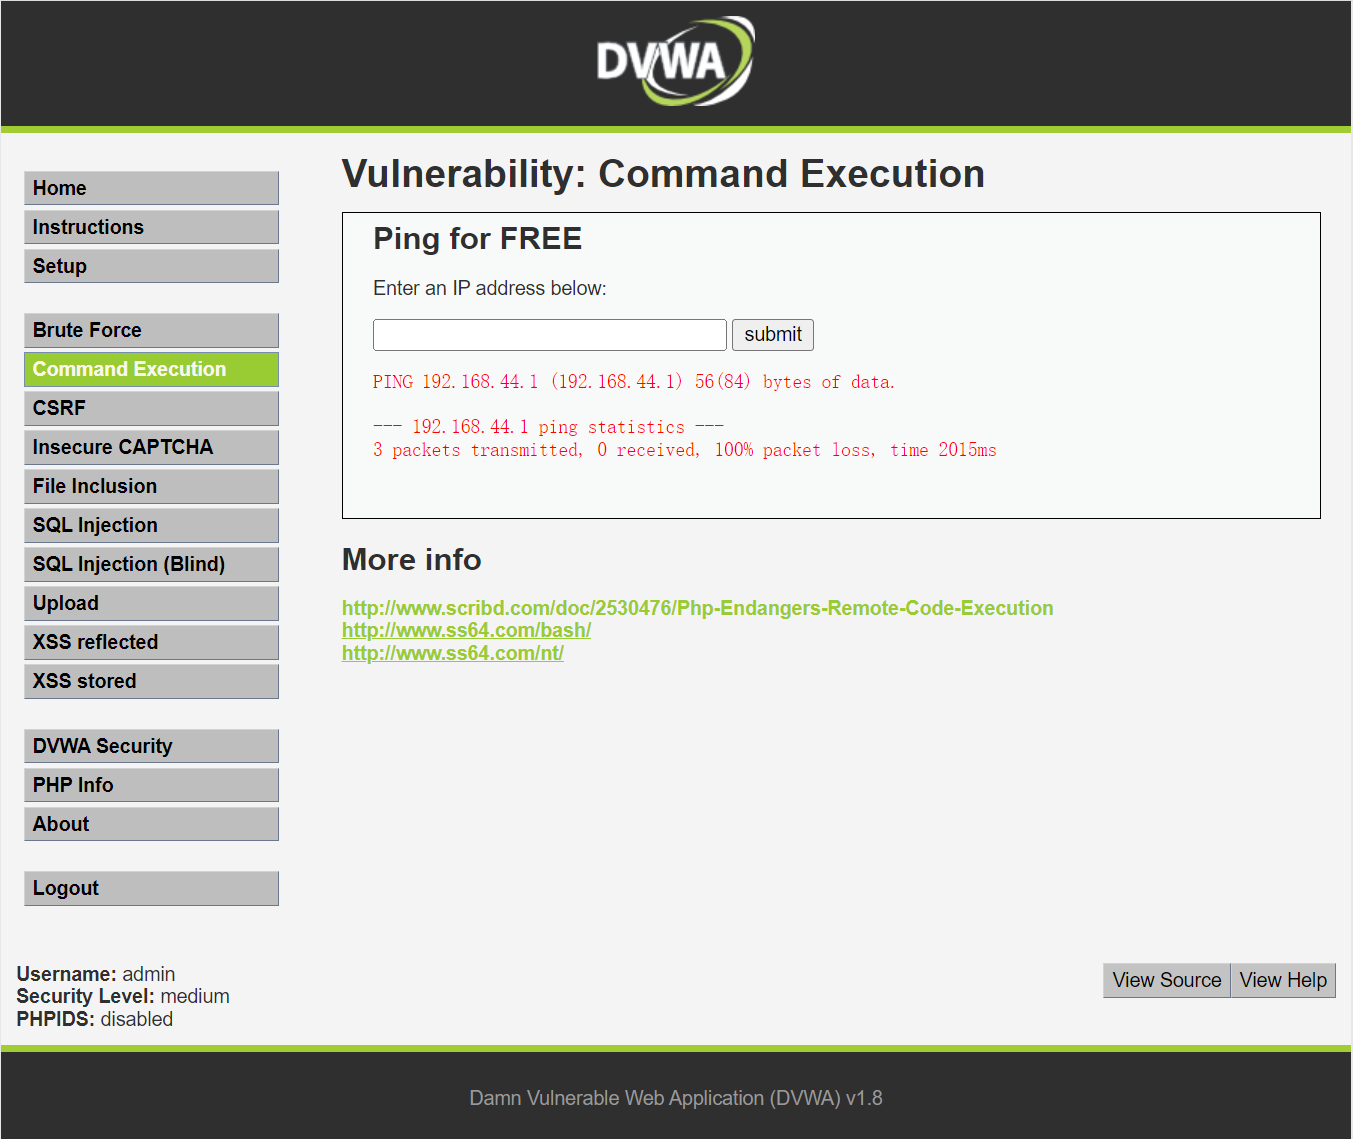 DVWA
Home
Instructions
Setup
Brute Force
Command Execution
CSRF
Insecure CAPTCHA
File Inclusion
SQL Injection
SQL Injection (Blind)
Upload
XSS reflected
XSS stored
DVWA Security
PHP Info
About
Logout
Vulnerability: Command Execution
Ping for FREE
Enter an IP address below:
submit
PING 192.168.44.1 (192.168.44.1) 56(84) bytes of data.
--- 192.168.44.1 ping statistics ---
3 packets transmitted, 0 received, 100% packet loss, time 2015ms
More info
http://www.scribd.com/doc/2530476/Php-Endangers-Remote-Code-Execution
http://www.ss64.com/bash/
http://www.ss64.com/nt/
Username: admin
Security Level: medium
PHPIDS: disabled
View Source View Help
Damn Vulnerable Web Application (DVWA) v1.8